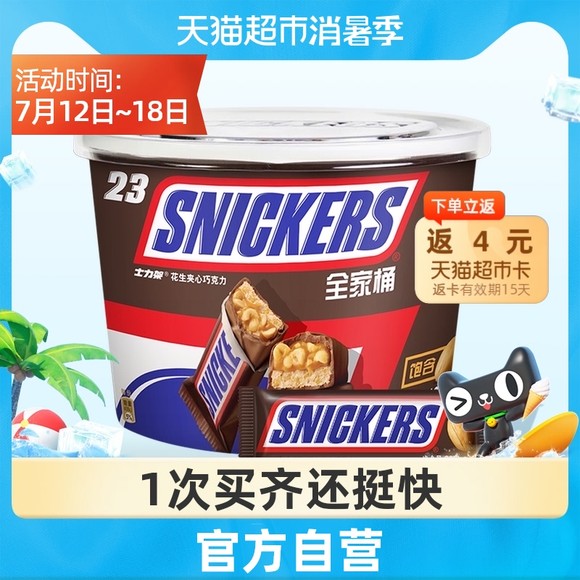 天猫超市消暑季
活动时间:
7月12日~18日
23
SNICKERS
士力架® 花生夹心巧克力
全家桶
下单立返
返 4 元
天猫超市卡
返卡有效期15天
饱含
SNICKE
SNICKERS
1次买齐还挺快
官方自营